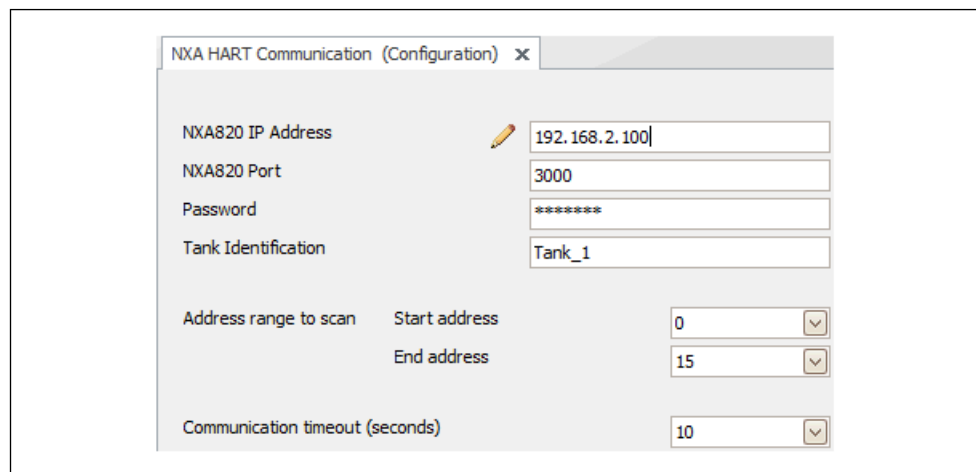 NXA HART Communication (Configuration) X
NXA820 IP Address 192.168.2.100
NXA820 Port 3000
Password *******
Tank Identification Tank_1
Address range to scan Start address 0
End address 15
Communication timeout (seconds) 10